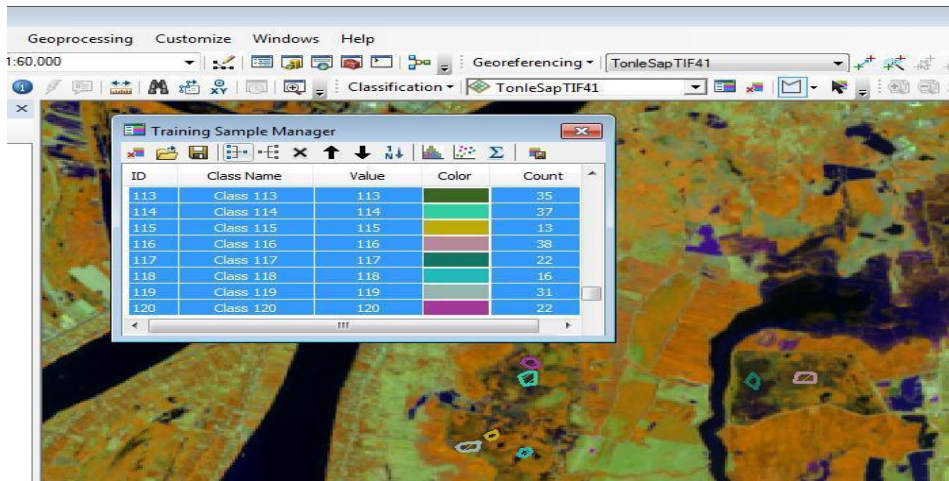 Geoprocessing Customize Windows Help
1:60,000 Georeferencing TonleSapTIF41
Classification TonleSapTIF41
Training Sample Manager
ID Class Name Value Color Count
113 Class 113 113 35
114 Class 114 114 37
115 Class 115 115 13
116 Class 116 116 38
117 Class 117 117 22
118 Class 118 118 16
119 Class 119 119 31
120 Class 120 120 22